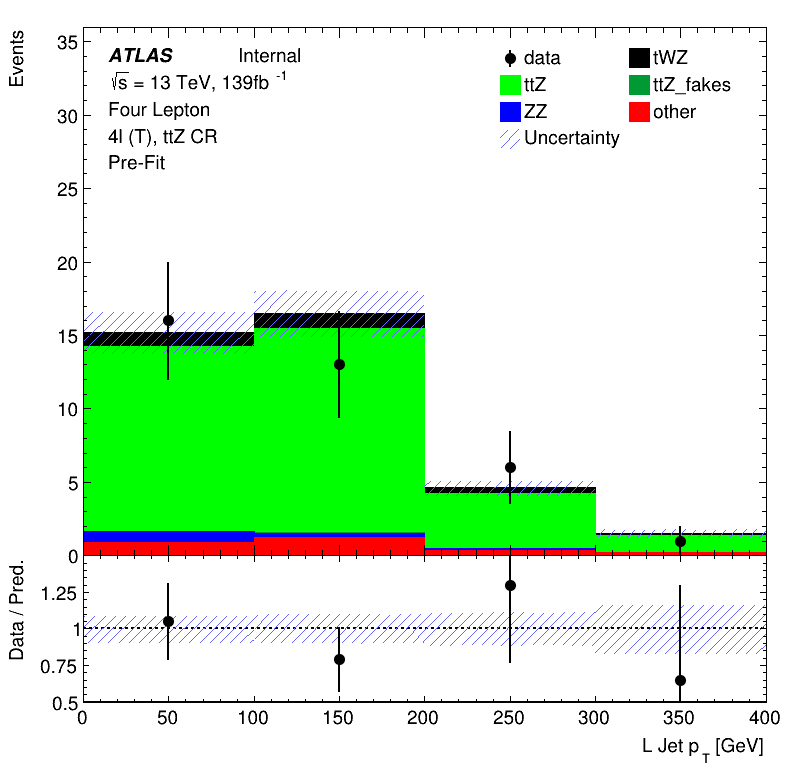 Events
35
30
25
20
15
10
5
0
ATLAS Internal
√s = 13 TeV, 139fb⁻¹
Four Lepton
4l (T), ttZ CR
Pre-Fit
data
tWZ
ttZ
ttZ_fakes
ZZ
other
Uncertainty
Data / Pred.
1.25
1
0.75
0.5
0 50 100 150 200 250 300 350 400
L Jet p_T [GeV]